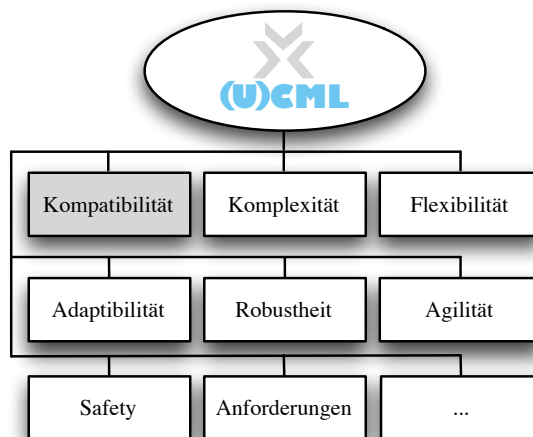 (U)CML
Kompatibilität
Komplexität
Flexibilität
Adaptibilität
Robustheit
Agilität
Safety
Anforderungen
...